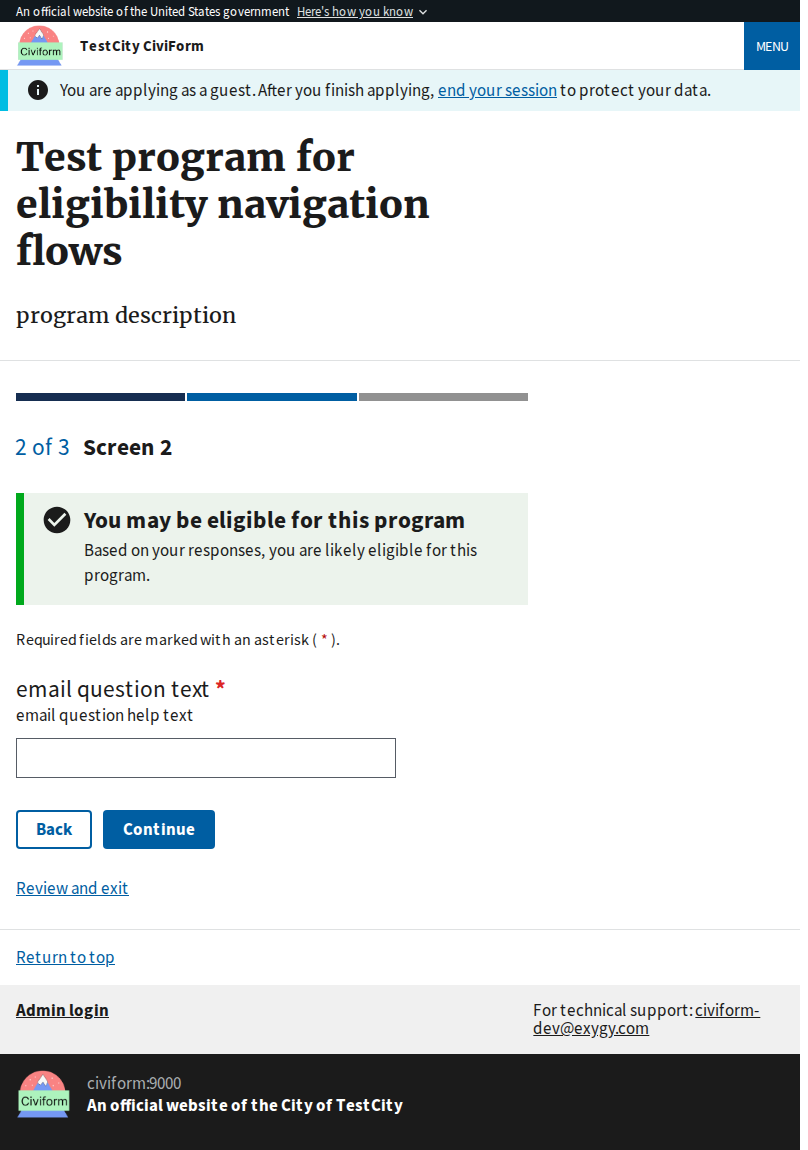 An official website of the United States government Here's how you know
Civiform
TestCity CiviForm
MENU
You are applying as a guest. After you finish applying, end your session to protect your data.
Test program for
eligibility navigation
flows
program description
2 of 3 Screen 2
You may be eligible for this program
Based on your responses, you are likely eligible for this
program.
Required fields are marked with an asterisk ( * ).
email question text *
email question help text
Back
Continue
Review and exit
Return to top
Admin login
For technical support: civiform-
dev@exygy.com
Civiform
civiform:9000
An official website of the City of TestCity